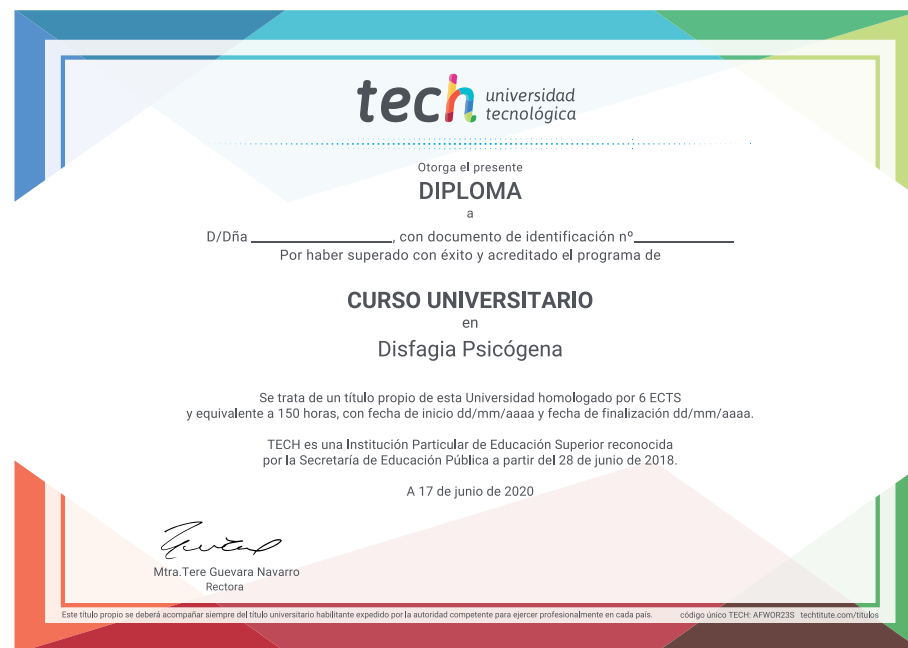 tech universidad
tecnológica
Otorga el presente
DIPLOMA
a
D/Dña ____________________, con documento de identificación nº______________
Por haber superado con éxito y acreditado el programa de
CURSO UNIVERSITARIO
en
Disfagia Psicógena
Se trata de un título propio de esta Universidad homologado por 6 ECTS
y equivalente a 150 horas, con fecha de inicio dd/mm/aaaa y fecha de finalización dd/mm/aaaa.
TECH es una Institución Particular de Educación Superior reconocida
por la Secretaría de Educación Pública a partir del 28 de junio de 2018.
A 17 de junio de 2020
Mtra.Tere Guevara Navarro
Rectora
Este título propio se deberá acompañar siempre del título universitario habilitante expedido por la autoridad competente para ejercer profesionalmente en cada país. código único TECH: AFWOR23S techtitute.com/titulos